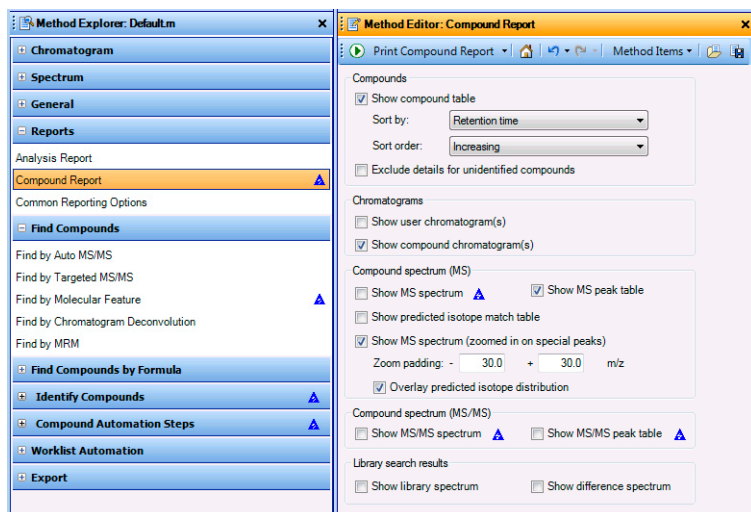 Method Explorer: Default.m
Chromatogram
Spectrum
General
Reports
Analysis Report
Compound Report
Common Reporting Options
Find Compounds
Find by Auto MS/MS
Find by Targeted MS/MS
Find by Molecular Feature
Find by Chromatogram Deconvolution
Find by MRM
Find Compounds by Formula
Identify Compounds
Compound Automation Steps
Worklist Automation
Export
Method Editor: Compound Report
Print Compound Report Method Items
Compounds
Show compound table
Sort by: Retention time
Sort order: Increasing
Exclude details for unidentified compounds
Chromatograms
Show user chromatogram(s)
Show compound chromatogram(s)
Compound spectrum (MS)
Show MS spectrum Show MS peak table
Show predicted isotope match table
Show MS spectrum (zoomed in on special peaks)
Zoom padding: - 30.0 + 30.0 m/z
Overlay predicted isotope distribution
Compound spectrum (MS/MS)
Show MS/MS spectrum Show MS/MS peak table
Library search results
Show library spectrum Show difference spectrum